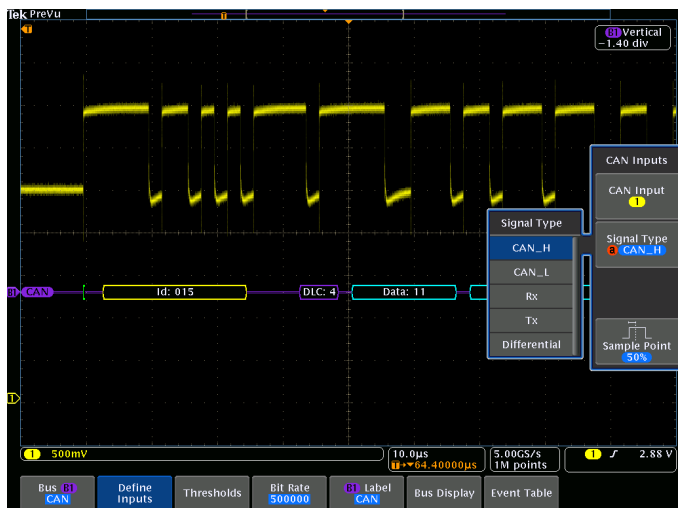 Tek PreVu
T
B1 Vertical
-1.40 div
T
CAN Inputs
CAN Input
1
Signal Type
a CAN_H
Sample Point
50%
Signal Type
CAN_H
CAN_L
Rx
Tx
Differential
B1 CAN
Id: 015
DLC: 4
Data: 11
1
1 500mV
10.0µs
T→▼64.40000µs
5.00GS/s
1M points
1 2.88 V
Bus B1
CAN
Define
Inputs
Thresholds
Bit Rate
500000
B1 Label
CAN
Bus Display
Event Table